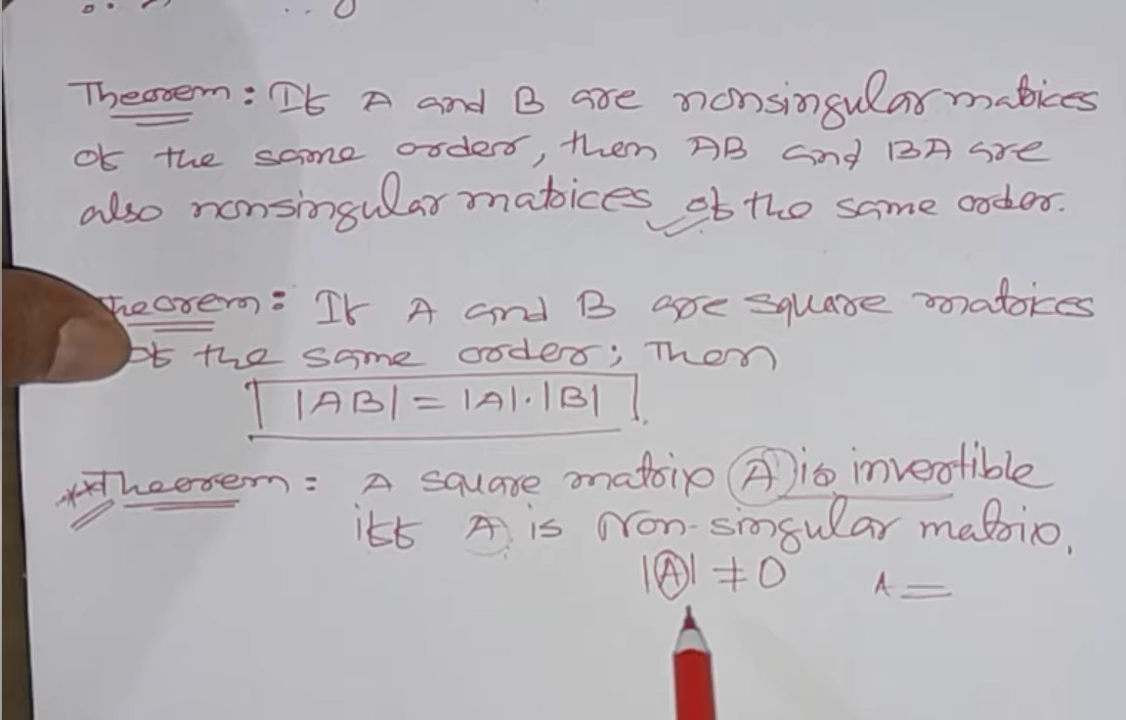 Theorem: If A and B are nonsingular matrices
of the same order, then AB and BA are
also nonsingular matrices of the same order.
Theorem: If A and B are square matrices
of the same order; Then
|AB| = |A|·|B|.
**Theorem: A square matrix A is invertible
iff A is Non-singular matrix.
|A| ≠ 0 A =